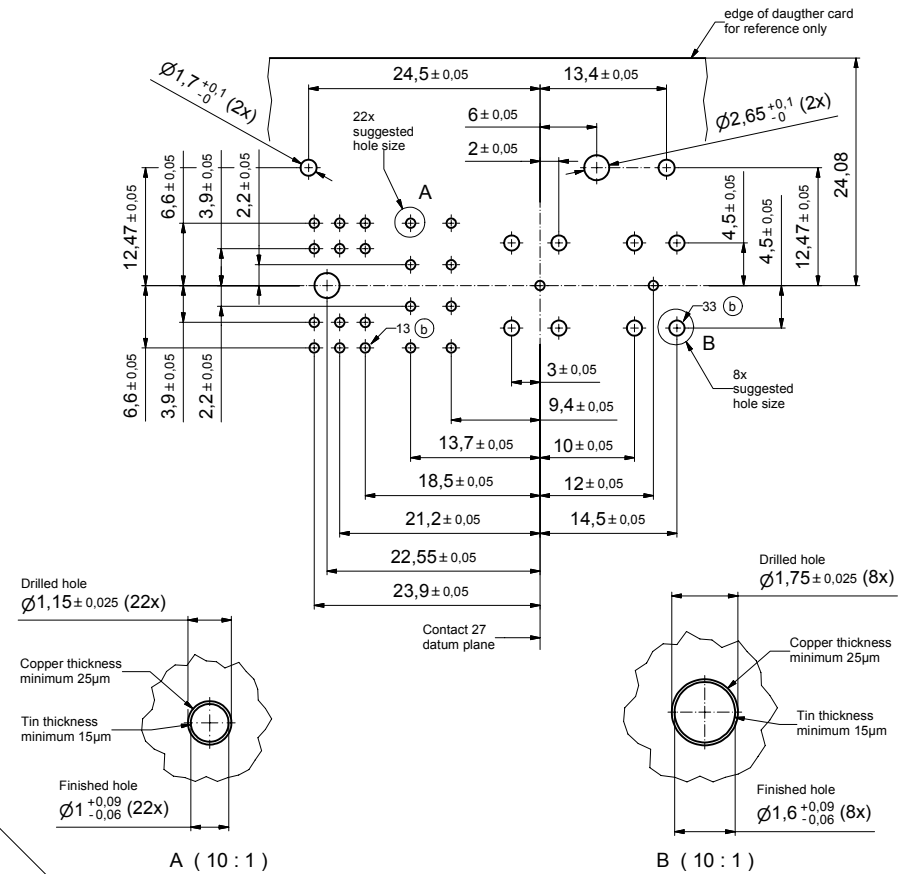 edge of daugther card
for reference only
24,5 ± 0,05
13,4 ± 0,05
Ø1,7 +0,1 -0 (2x)
22x
suggested
hole size
6 ± 0,05
2 ± 0,05
Ø2,65 +0,1 -0 (2x)
24,08
A
12,47 ± 0,05
6,6 ± 0,05
3,9 ± 0,05
2,2 ± 0,05
4,5 ± 0,05
4,5 ± 0,05
12,47 ± 0,05
13 b
33 b
B
8x
suggested
hole size
6,6 ± 0,05
3,9 ± 0,05
2,2 ± 0,05
3 ± 0,05
9,4 ± 0,05
13,7 ± 0,05
10 ± 0,05
18,5 ± 0,05
12 ± 0,05
21,2 ± 0,05
14,5 ± 0,05
22,55 ± 0,05
23,9 ± 0,05
Contact 27
datum plane
Drilled hole
Ø1,15 ± 0,025 (22x)
Copper thickness
minimum 25µm
Tin thickness
minimum 15µm
Finished hole
Ø1 +0,09 -0,06 (22x)
A ( 10 : 1 )
Drilled hole
Ø1,75 ± 0,025 (8x)
Copper thickness
minimum 25µm
Tin thickness
minimum 15µm
Finished hole
Ø1,6 +0,09 -0,06 (8x)
B ( 10 : 1 )